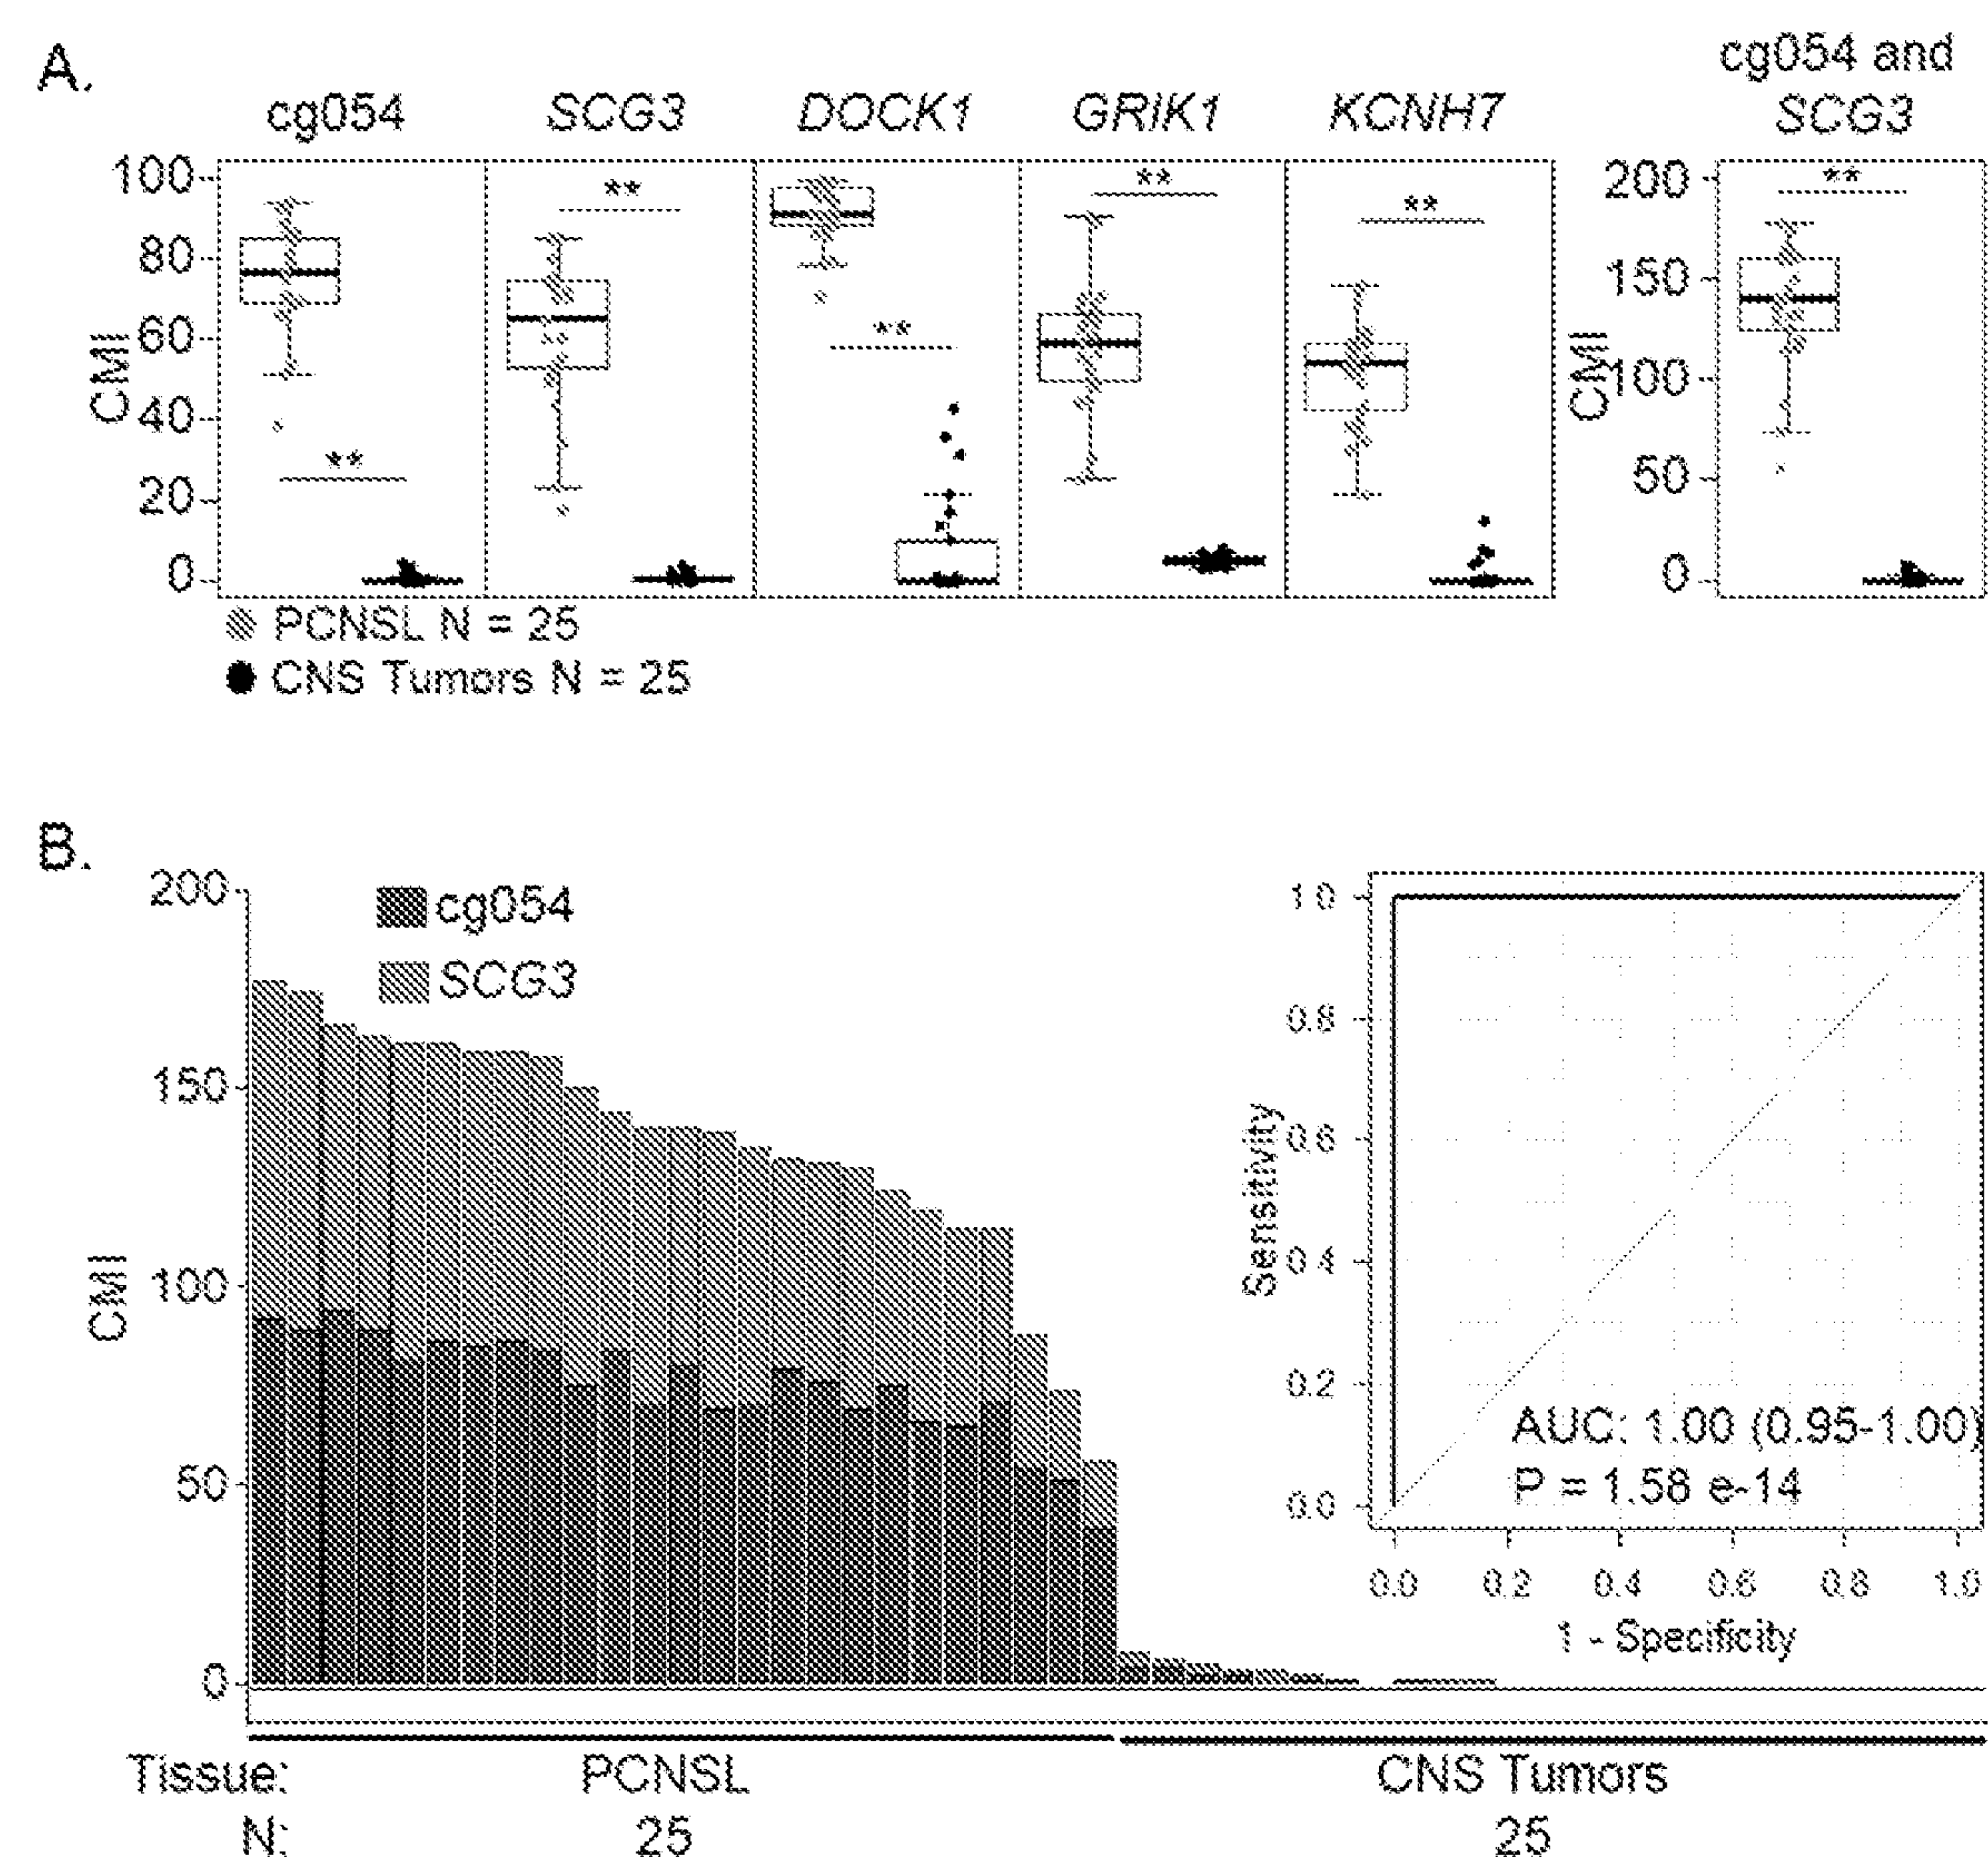 A.
cg054 SCG3 DOCK1 GRIK1 KCNH7 cg054 and
SCG3
CMI
100
80
60
40
20
0
** ** ** ** **
CMI
200
150
100
50
0
**
PCNSL N = 25
CNS Tumors N = 25
B.
CMI
200
150
100
50
0
cg054
SCG3
Sensitivity
1.0
0.8
0.6
0.4
0.2
0.0
AUC: 1.00 (0.95-1.00)
P = 1.58 e-14
0.0 0.2 0.4 0.6 0.8 1.0
1 - Specificity
Tissue: PCNSL CNS Tumors
N: 25 25